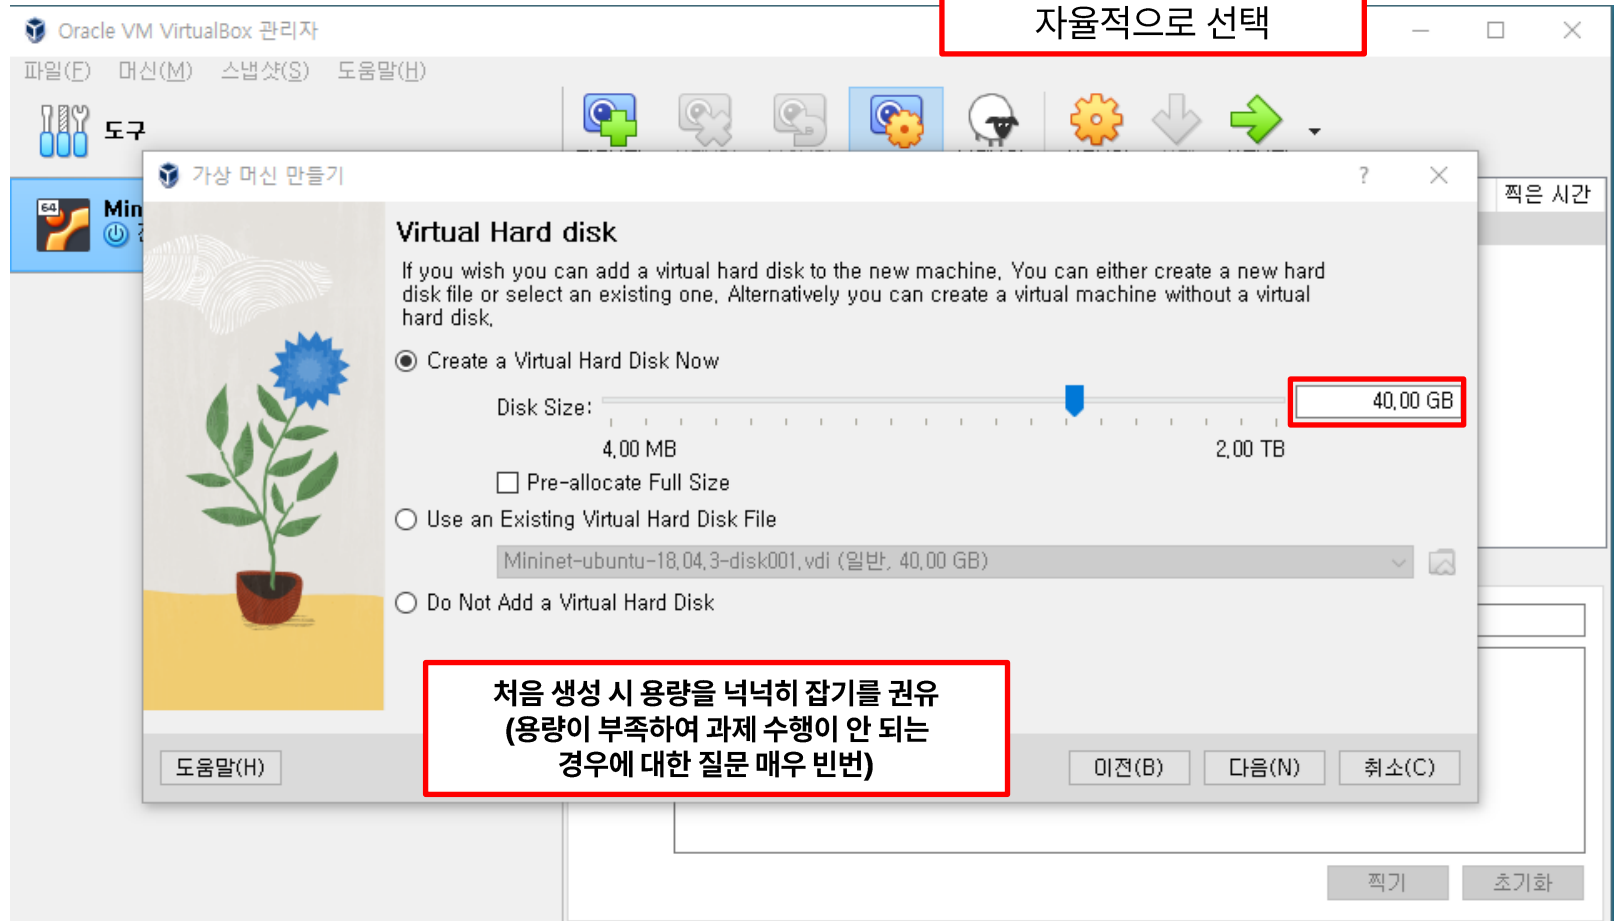 자율적으로 선택
Oracle VM VirtualBox 관리자
파일(F) 머신(M) 스냅샷(S) 도움말(H)
도구
가상 머신 만들기
?
찍은 시간
64
Min
Virtual Hard disk
If you wish you can add a virtual hard disk to the new machine. You can either create a new hard
disk file or select an existing one. Alternatively you can create a virtual machine without a virtual
hard disk.
Create a Virtual Hard Disk Now
Disk Size:
40,00 GB
4,00 MB
2,00 TB
Pre-allocate Full Size
Use an Existing Virtual Hard Disk File
Mininet-ubuntu-18.04.3-disk001.vdi (일반, 40,00 GB)
Do Not Add a Virtual Hard Disk
처음 생성 시 용량을 넉넉히 잡기를 권유
(용량이 부족하여 과제 수행이 안 되는
경우에 대한 질문 매우 빈번)
도움말(H)
이전(B)
다음(N)
취소(C)
찍기
초기화